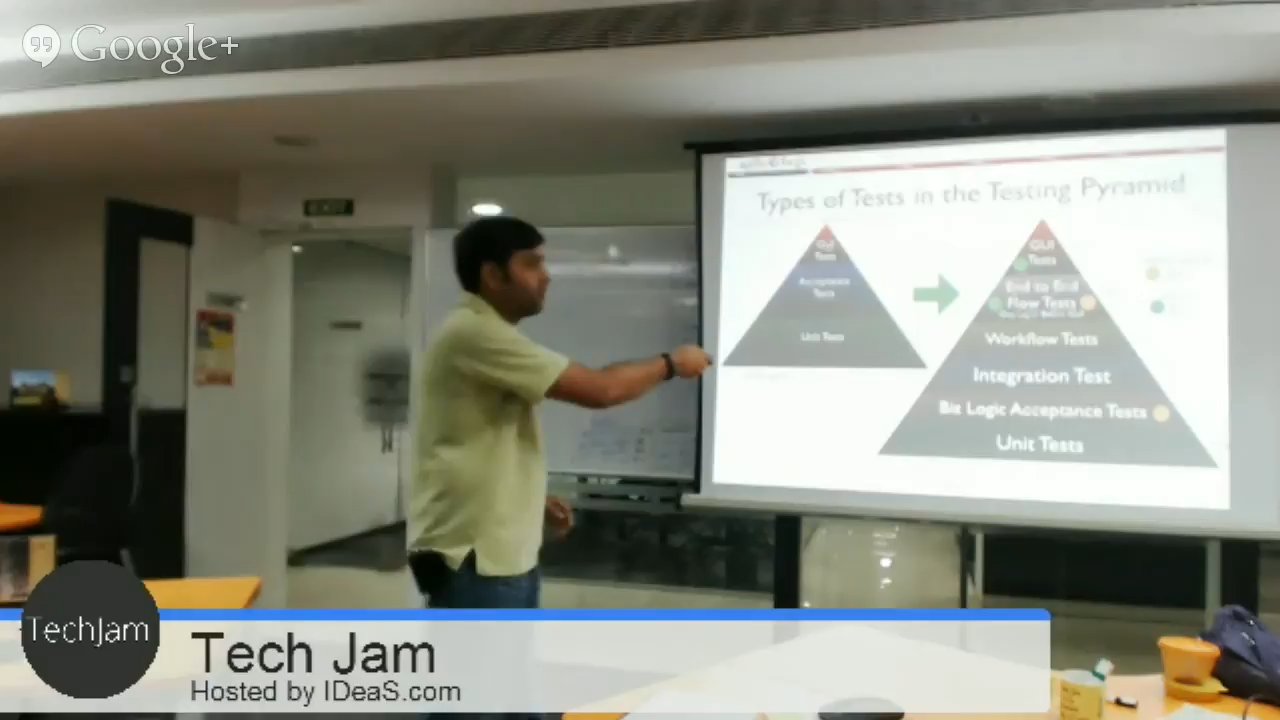 Google+
EXIT
Types of Tests in the Testing Pyramid
GUI
Tests
Acceptance
Tests
Unit Tests
GUI
Tests
End to End
Flow Tests
Workflow Tests
Integration Test
Biz Logic Acceptance Tests
Unit Tests
TechJam
Tech Jam
Hosted by IDeaS.com